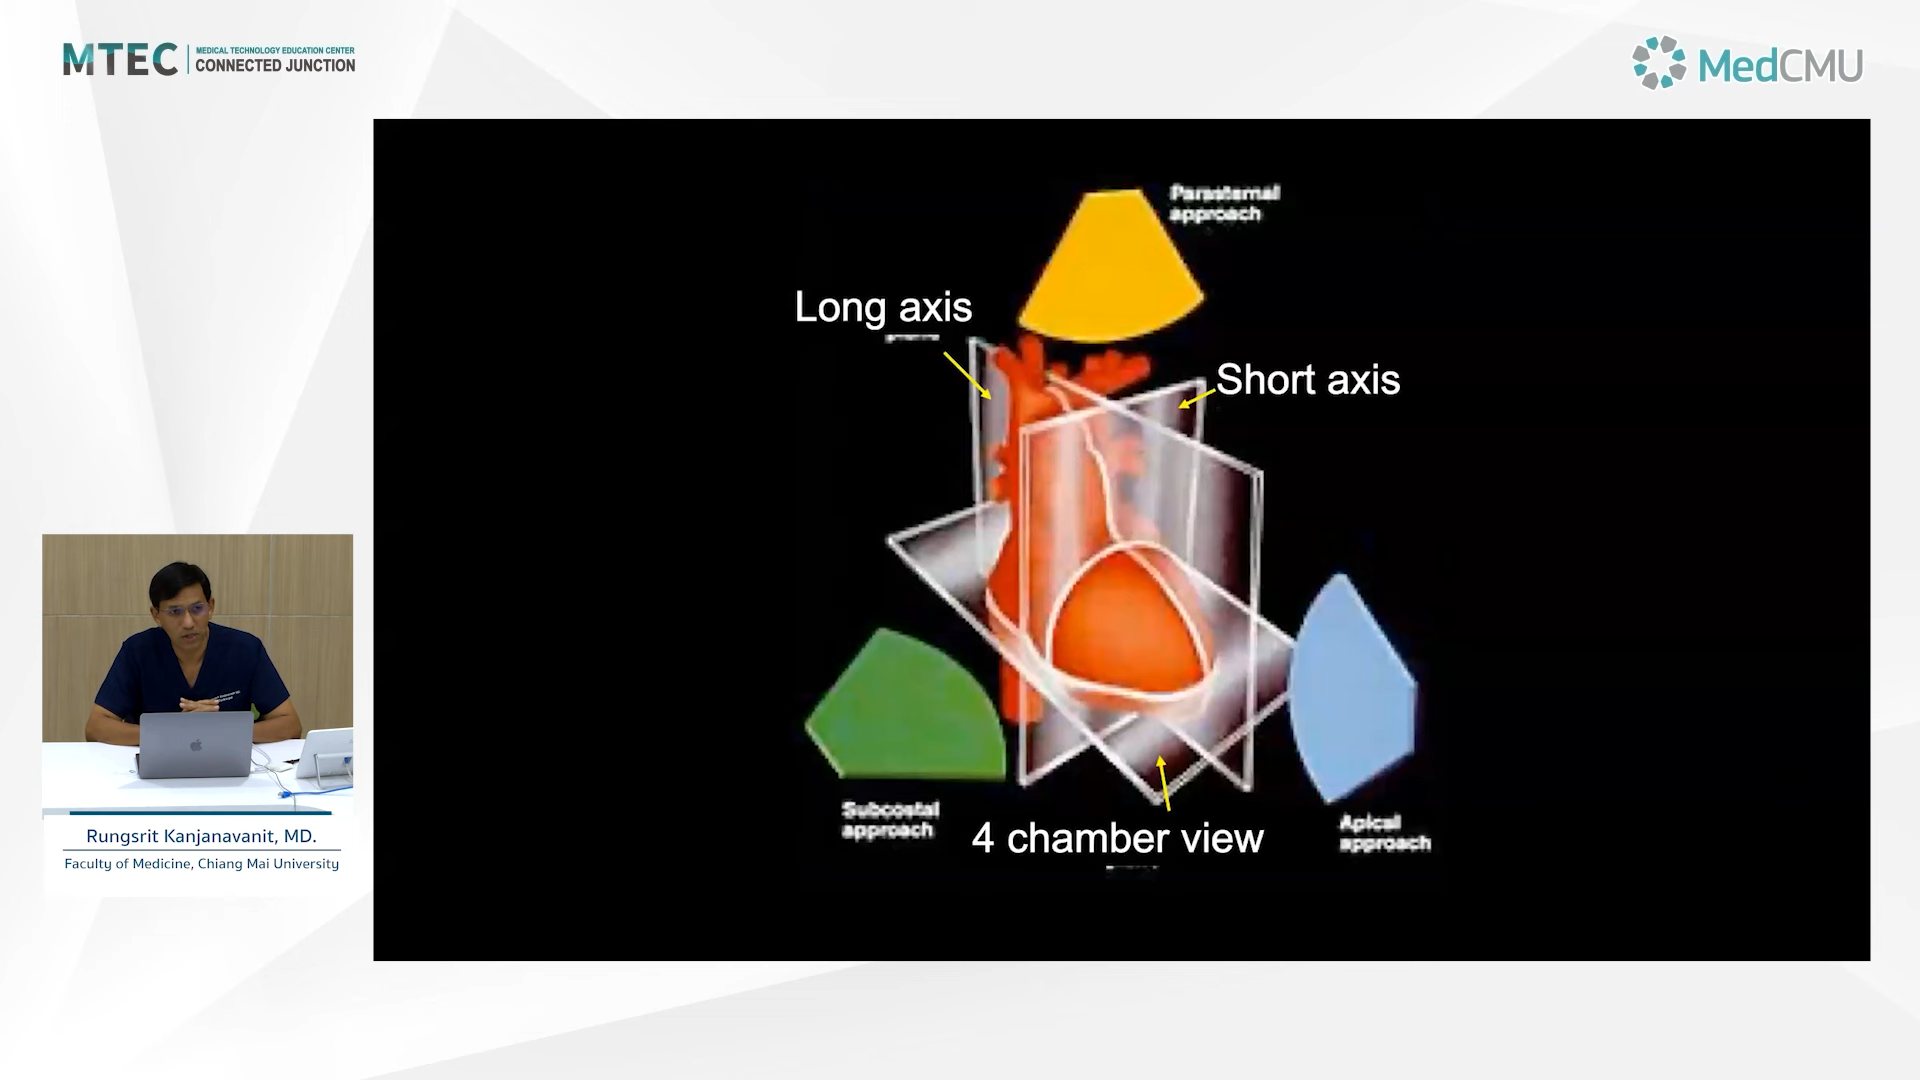 MTEC
MEDICAL TECHNOLOGY EDUCATION CENTER
CONNECTED JUNCTION
MedCMU
Parasternal
approach
Long axis
Short axis
Subcostal
approach
4 chamber view
Apical
approach
Rungsrit Kanjanavanit, MD.
Faculty of Medicine, Chiang Mai University